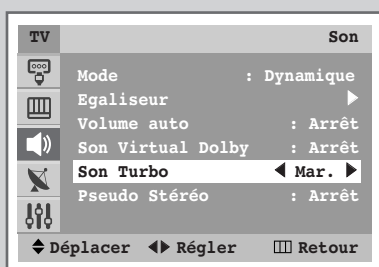 TV Son
Mode : Dynamique
Egaliseur
Volume auto : Arrêt
Son Virtual Dolby : Arrêt
Son Turbo Mar.
Pseudo Stéréo : Arrêt
Déplacer Régler Retour